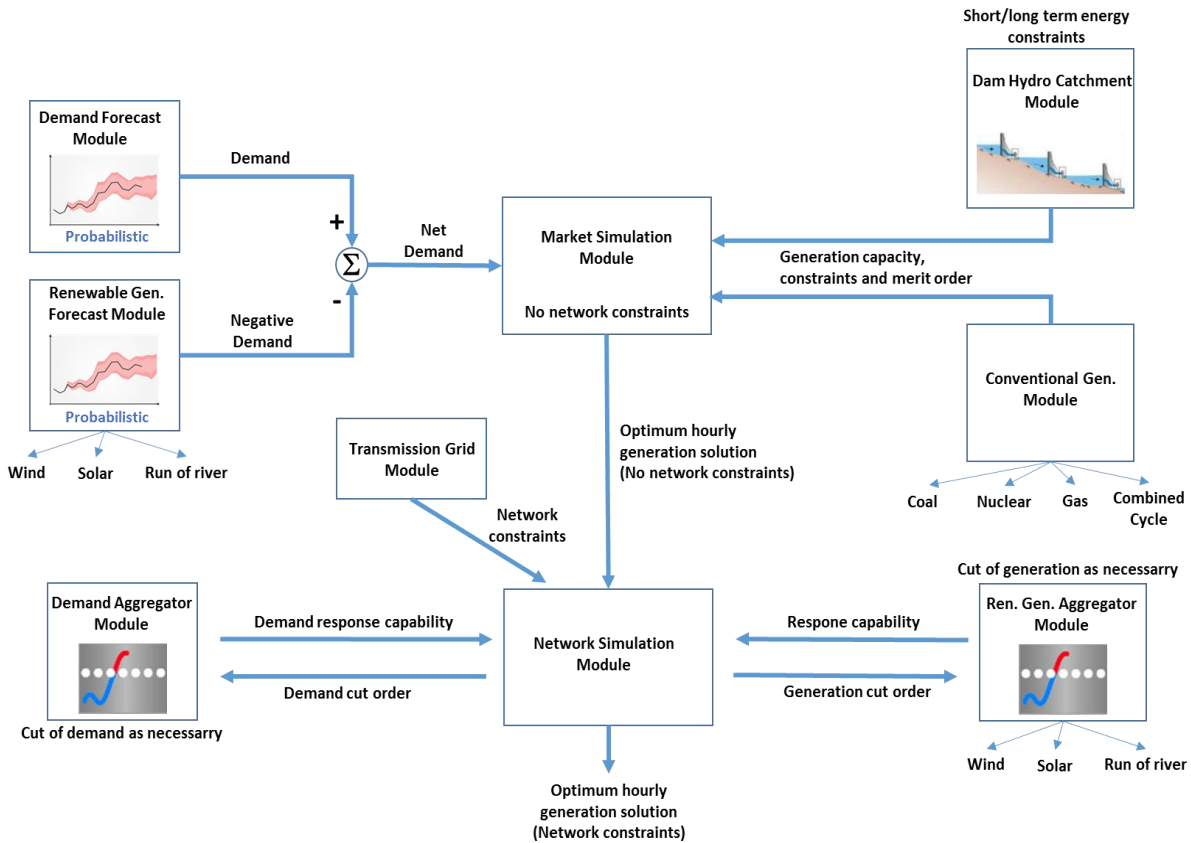 Short/long term energy
constraints
Dam Hydro Catchment
Module
Demand Forecast
Module
Probabilistic
Demand
+
Σ
-
Net
Demand
Renewable Gen.
Forecast Module
Probabilistic
Negative
Demand
Wind
Solar
Run of river
Market Simulation
Module
No network constraints
Generation capacity,
constraints and merit order
Conventional Gen.
Module
Coal
Nuclear
Gas
Combined
Cycle
Transmission Grid
Module
Network
constraints
Optimum hourly
generation solution
(No network constraints)
Demand Aggregator
Module
Cut of demand as necessarry
Demand response capability
Demand cut order
Network Simulation
Module
Respone capability
Generation cut order
Cut of generation as necessarry
Ren. Gen. Aggregator
Module
Wind
Solar
Run of river
Optimum hourly
generation solution
(Network constraints)